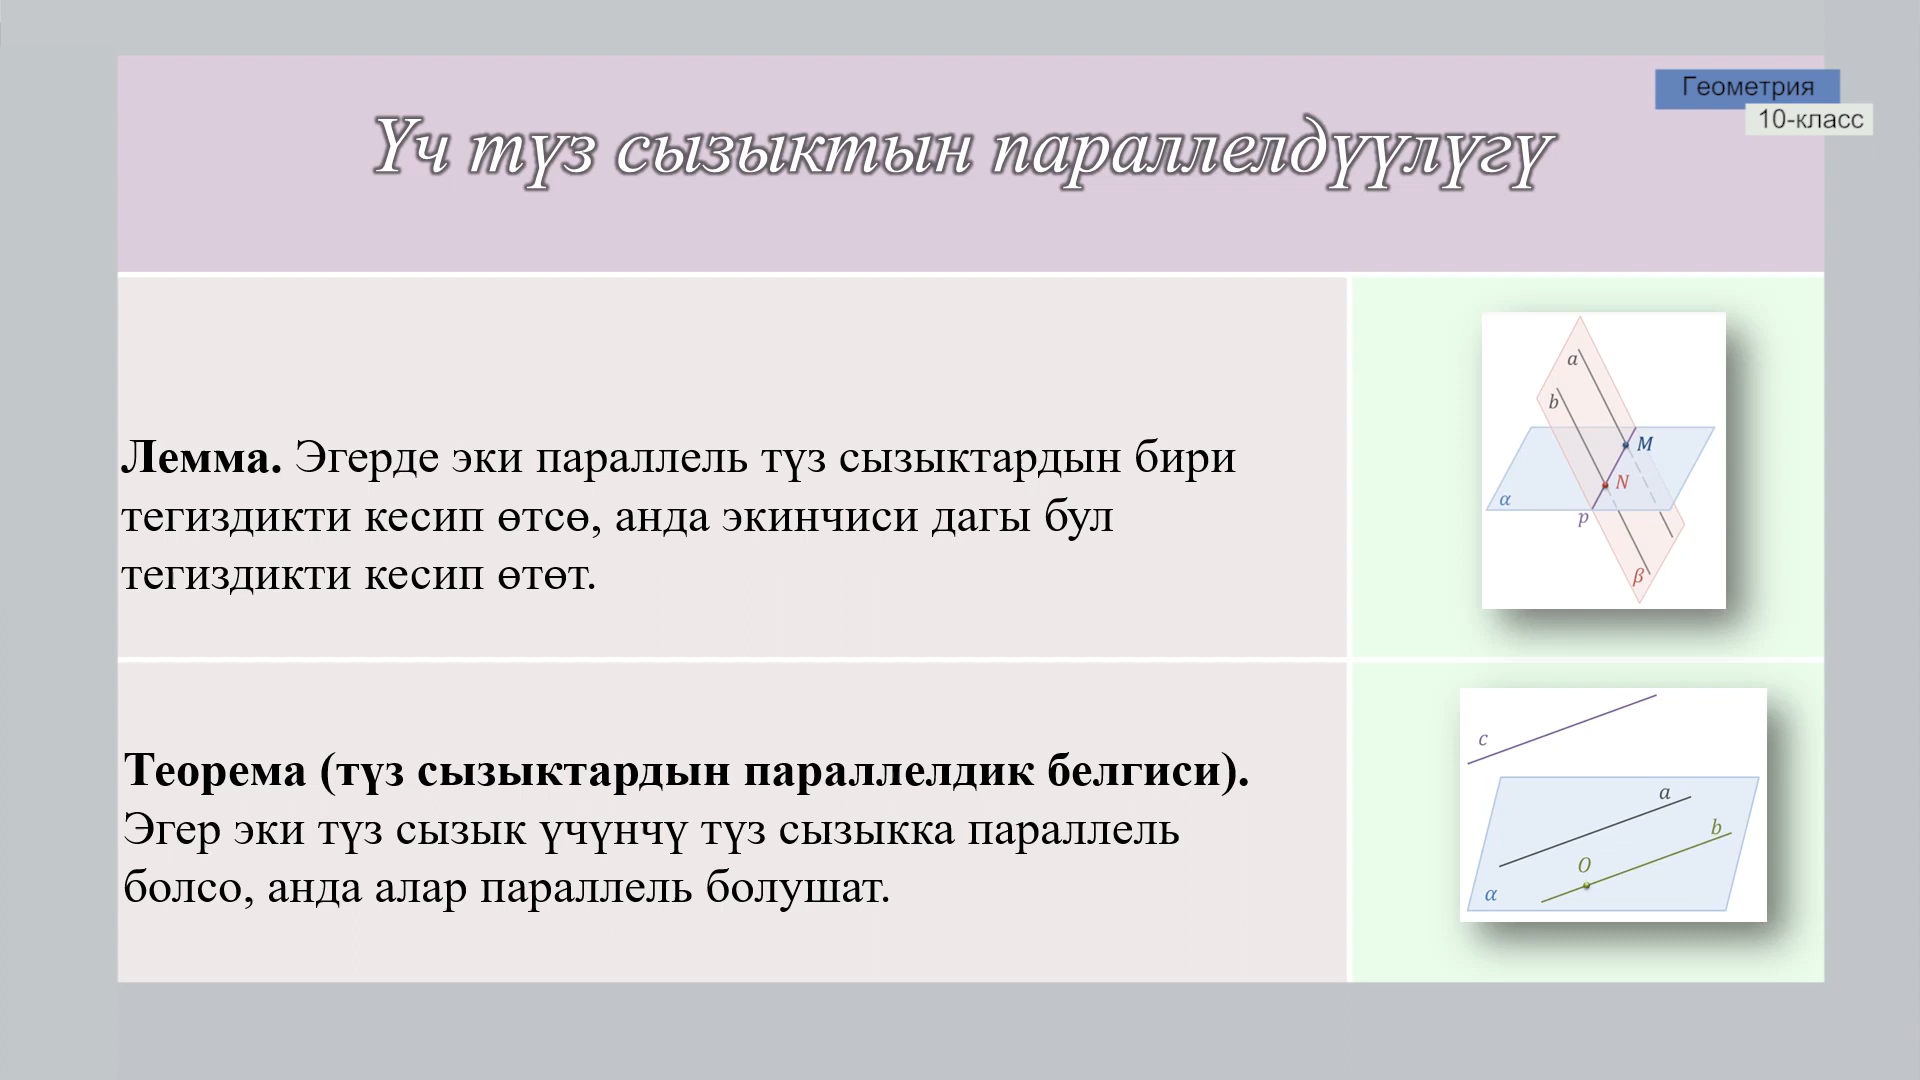 Геометрия
10-класс
Үч түз сызыктын параллелдүүлүгү
Лемма. Эгерде эки параллель түз сызыктардын бири
тегиздикти кесип өтсө, анда экинчиси дагы бул
тегиздикти кесип өтөт.
a
b
M
N
α
p
β
Теорема (түз сызыктардын параллелдик белгиси).
Эгер эки түз сызык үчүнчү түз сызыкка параллель
болсо, анда алар параллель болушат.
c
a
b
O
α